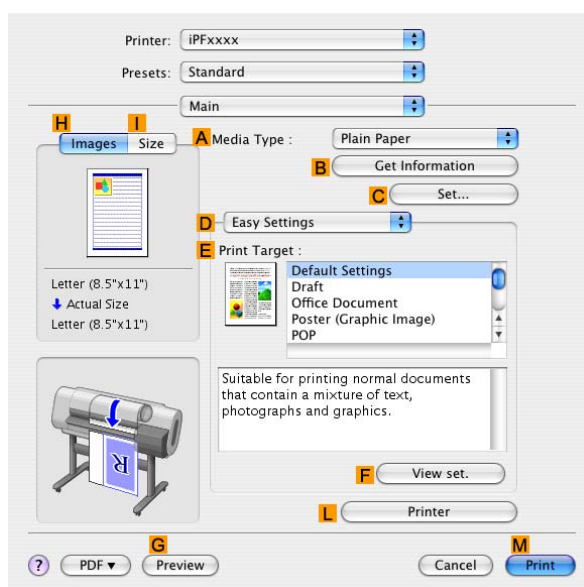 Printer: iPFxxxx
Presets: Standard
Main
H I
Images Size
A Media Type : Plain Paper
B Get Information
C Set...
D Easy Settings
E Print Target :
Default Settings
Draft
Office Document
Poster (Graphic Image)
POP
Letter (8.5"x11")
Actual Size
Letter (8.5"x11")
Suitable for printing normal documents
that contain a mixture of text,
photographs and graphics.
R
F View set.
L Printer
G M
? PDF Preview Cancel Print